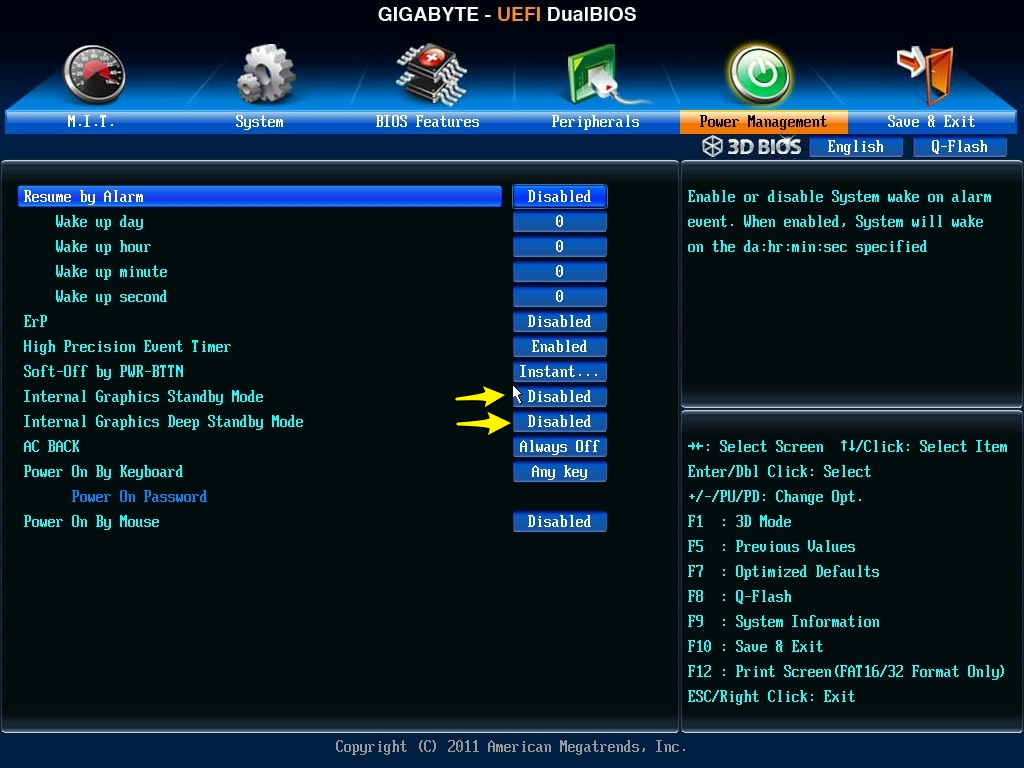 GIGABYTE - UEFI DualBIOS
M.I.T. System BIOS Features Peripherals Power Management Save & Exit
3D BIOS English Q-Flash
Resume by Alarm Disabled
Wake up day 0
Wake up hour 0
Wake up minute 0
Wake up second 0
ErP Disabled
High Precision Event Timer Enabled
Soft-Off by PWR-BTTN Instant...
Internal Graphics Standby Mode Disabled
Internal Graphics Deep Standby Mode Disabled
AC BACK Always Off
Power On By Keyboard Any key
Power On Password
Power On By Mouse Disabled
Enable or disable System wake on alarm
event. When enabled, System will wake
on the da:hr:min:sec specified
→←: Select Screen ↑↓/Click: Select Item
Enter/Dbl Click: Select
+/-/PU/PD: Change Opt.
F1 : 3D Mode
F5 : Previous Values
F7 : Optimized Defaults
F8 : Q-Flash
F9 : System Information
F10 : Save & Exit
F12 : Print Screen(FAT16/32 Format Only)
ESC/Right Click: Exit
Copyright (C) 2011 American Megatrends, Inc.